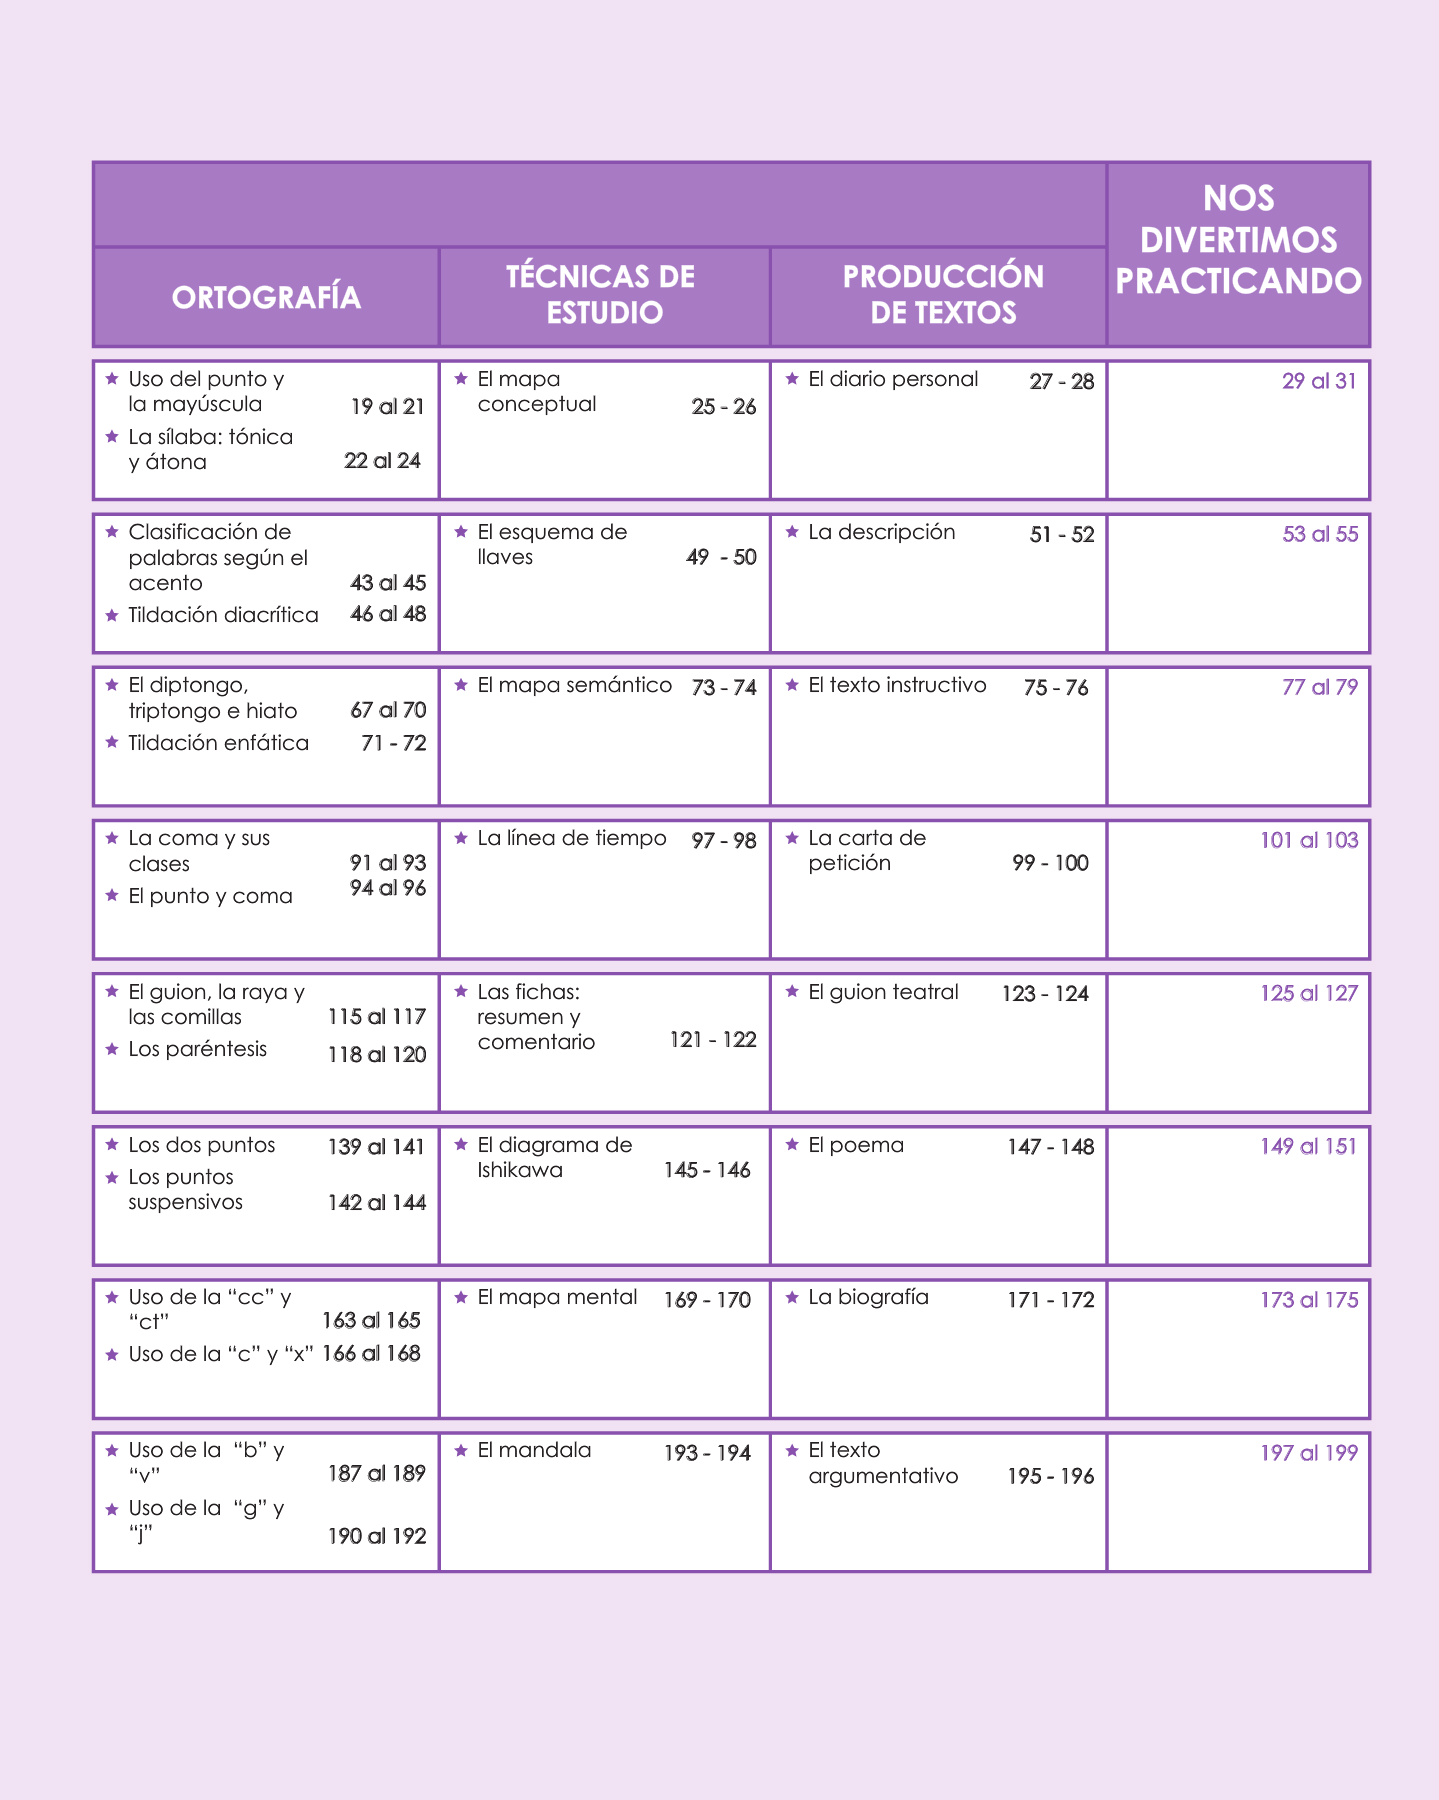 NOS
DIVERTIMOS
PRACTICANDO
ORTOGRAFÍA
TÉCNICAS DE
ESTUDIO
PRODUCCIÓN
DE TEXTOS
Uso del punto y
la mayúscula 19 al 21
La sílaba: tónica
y átona 22 al 24
El mapa
conceptual 25 - 26
El diario personal 27 - 28
29 al 31
Clasificación de
palabras según el
acento 43 al 45
Tildación diacrítica 46 al 48
El esquema de
llaves 49 - 50
La descripción 51 - 52
53 al 55
El diptongo,
triptongo e hiato 67 al 70
Tildación enfática 71 - 72
El mapa semántico 73 - 74
El texto instructivo 75 - 76
77 al 79
La coma y sus
clases 91 al 93
El punto y coma 94 al 96
La línea de tiempo 97 - 98
La carta de
petición 99 - 100
101 al 103
El guion, la raya y
las comillas 115 al 117
Los paréntesis 118 al 120
Las fichas:
resumen y
comentario 121 - 122
El guion teatral 123 - 124
125 al 127
Los dos puntos 139 al 141
Los puntos
suspensivos 142 al 144
El diagrama de
Ishikawa 145 - 146
El poema 147 - 148
149 al 151
Uso de la “cc” y
“ct” 163 al 165
Uso de la “c” y “x” 166 al 168
El mapa mental 169 - 170
La biografía 171 - 172
173 al 175
Uso de la “b” y
“v” 187 al 189
Uso de la “g” y
“j” 190 al 192
El mandala 193 - 194
El texto
argumentativo 195 - 196
197 al 199